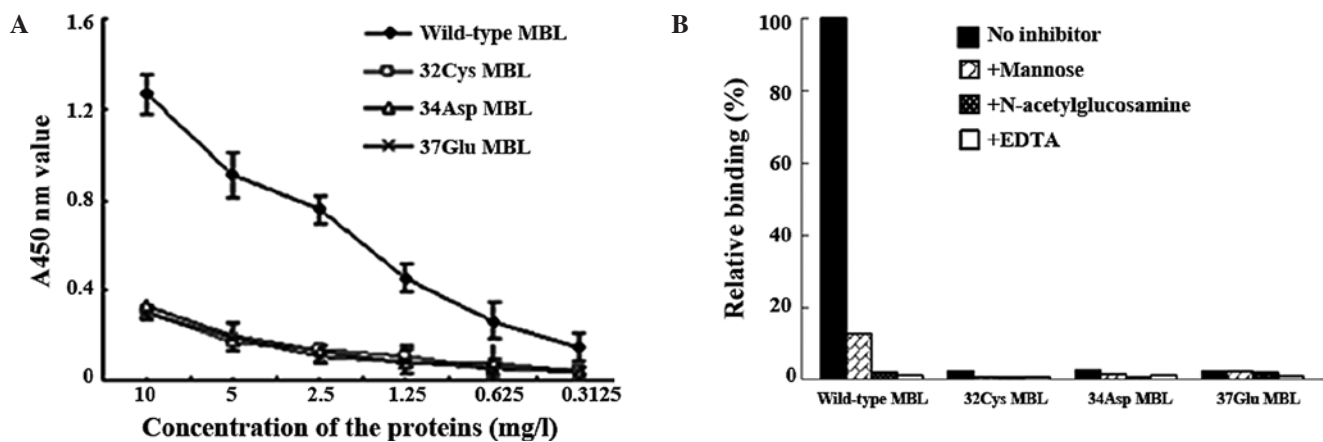 A
1.6
1.2
0.8
0.4
0
A450 nm value
10 5 2.5 1.25 0.625 0.3125
Concentration of the proteins (mg/l)
Wild-type MBL
32Cys MBL
34Asp MBL
37Glu MBL
B
100
80
60
40
20
0
Relative binding (%)
No inhibitor
+Mannose
+N-acetylglucosamine
+EDTA
Wild-type MBL 32Cys MBL 34Asp MBL 37Glu MBL